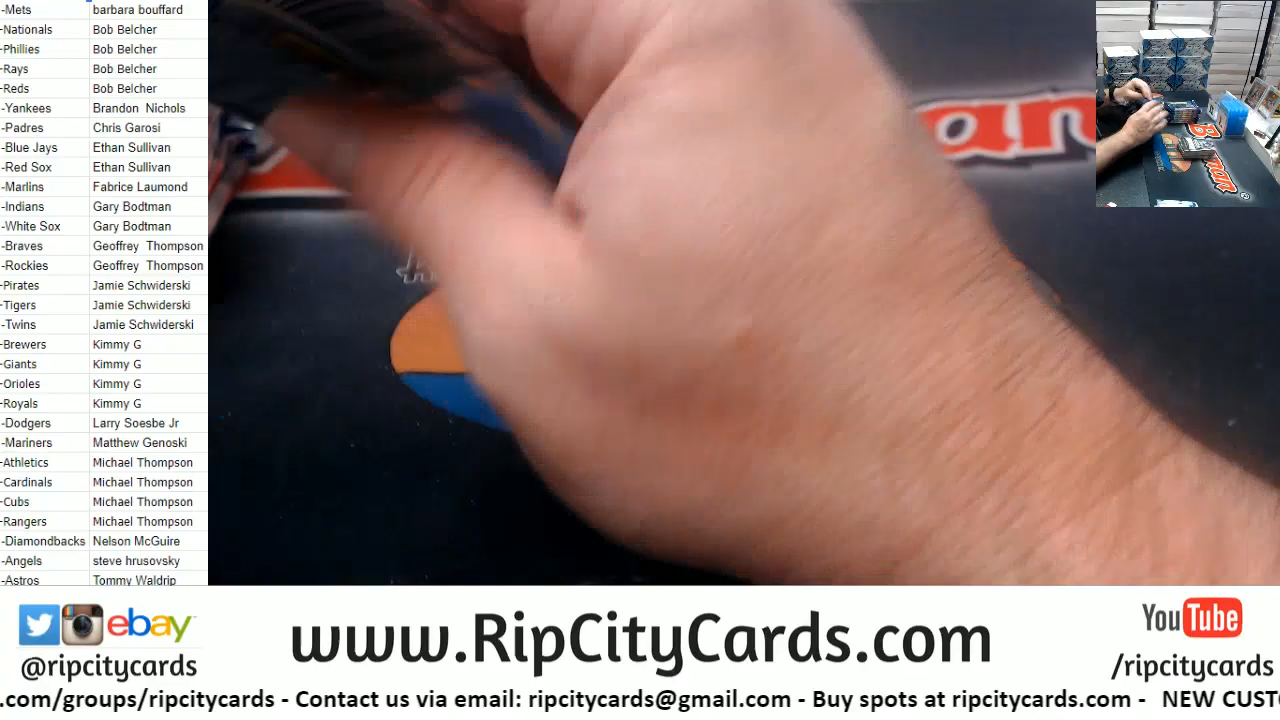 -Mets barbara bouffard
-Nationals Bob Belcher
-Phillies Bob Belcher
-Rays Bob Belcher
-Reds Bob Belcher
-Yankees Brandon Nichols
-Padres Chris Garosi
-Blue Jays Ethan Sullivan
-Red Sox Ethan Sullivan
-Marlins Fabrice Laumond
-Indians Gary Bodtman
-White Sox Gary Bodtman
-Braves Geoffrey Thompson
-Rockies Geoffrey Thompson
-Pirates Jamie Schwiderski
-Tigers Jamie Schwiderski
-Twins Jamie Schwiderski
-Brewers Kimmy G
-Giants Kimmy G
-Orioles Kimmy G
-Royals Kimmy G
-Dodgers Larry Soesbe Jr
-Mariners Matthew Genoski
-Athletics Michael Thompson
-Cardinals Michael Thompson
-Cubs Michael Thompson
-Rangers Michael Thompson
-Diamondbacks Nelson McGuire
-Angels steve hrusovsky
-Astros Tommy Waldrip
an
ebay
@ripcitycards
www.RipCityCards.com
YouTube
/ripcitycards
.com/groups/ripcitycards - Contact us via email: ripcitycards@gmail.com - Buy spots at ripcitycards.com - NEW CUST